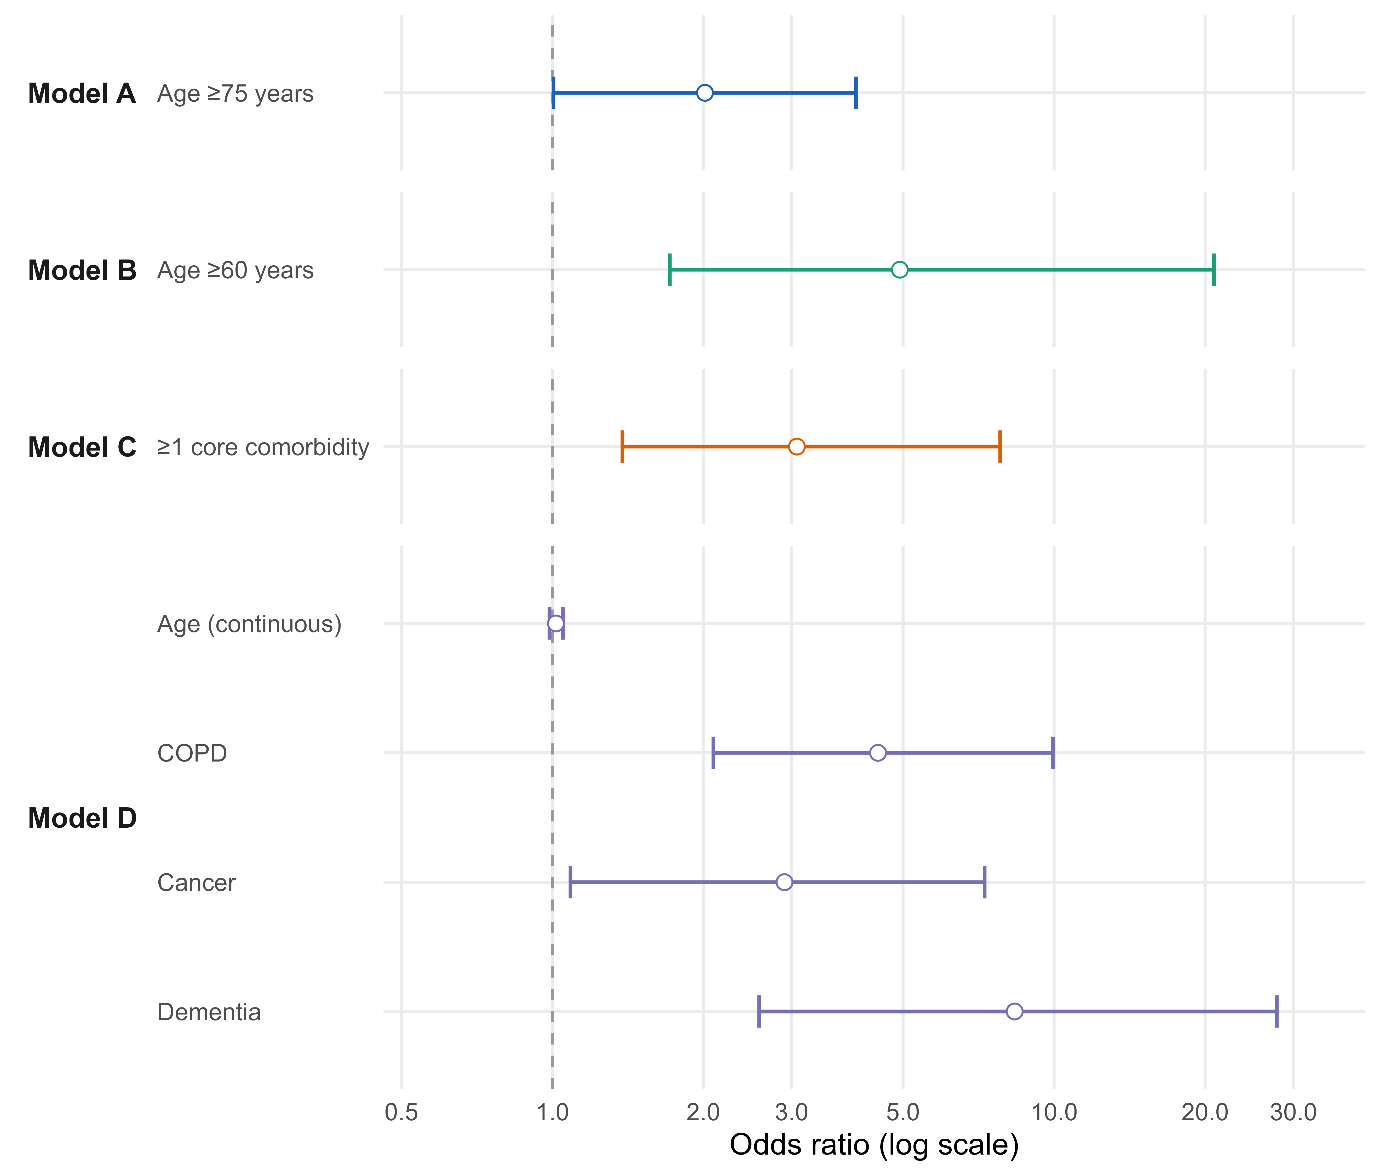 Model A Age ≥75 years
Model B Age ≥60 years
Model C ≥1 core comorbidity
Age (continuous)
COPD
Model D
Cancer
Dementia
0.5 1.0 2.0 3.0 5.0 10.0 20.0 30.0
Odds ratio (log scale)